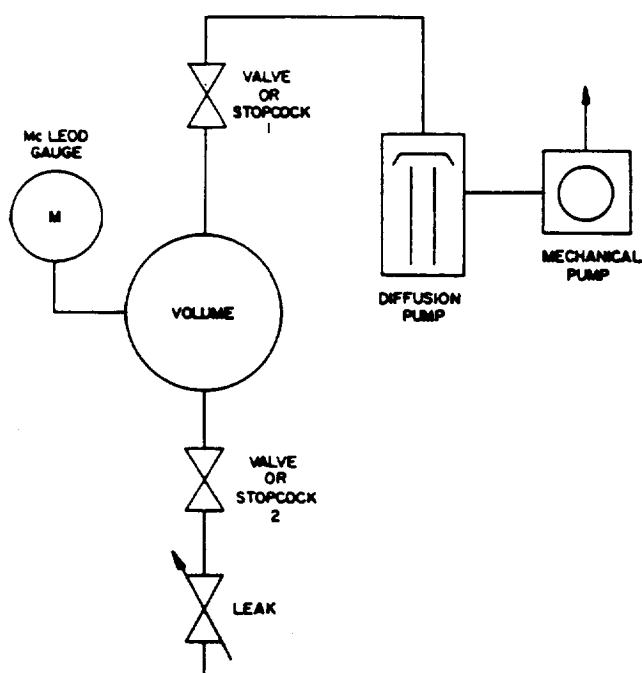 VALVE
OR
STOPCOCK
1
Mc LEOD
GAUGE
M
VOLUME
DIFFUSION
PUMP
MECHANICAL
PUMP
VALVE
OR
STOPCOCK
2
LEAK